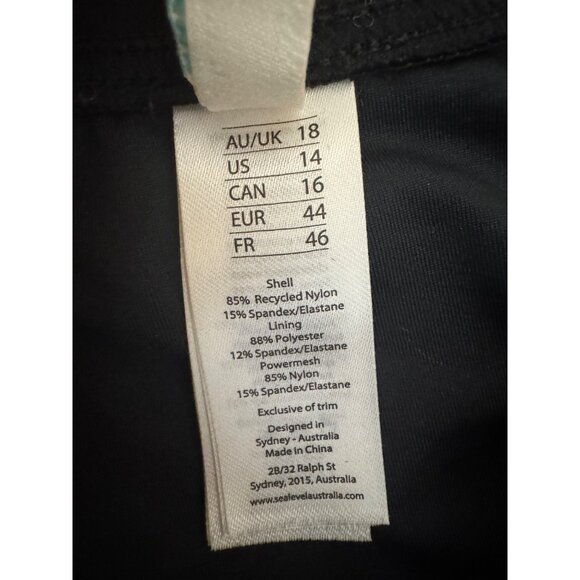 AU/UK 18
US 14
CAN 16
EUR 44
FR 46
Shell
85% Recycled Nylon
15% Spandex/Elastane
Lining
88% Polyester
12% Spandex/Elastane
Powermesh
85% Nylon
15% Spandex/Elastane
Exclusive of trim
Designed in
Sydney - Australia
Made in China
2B/32 Ralph St
Sydney, 2015, Australia
www.sealevelaustralia.com